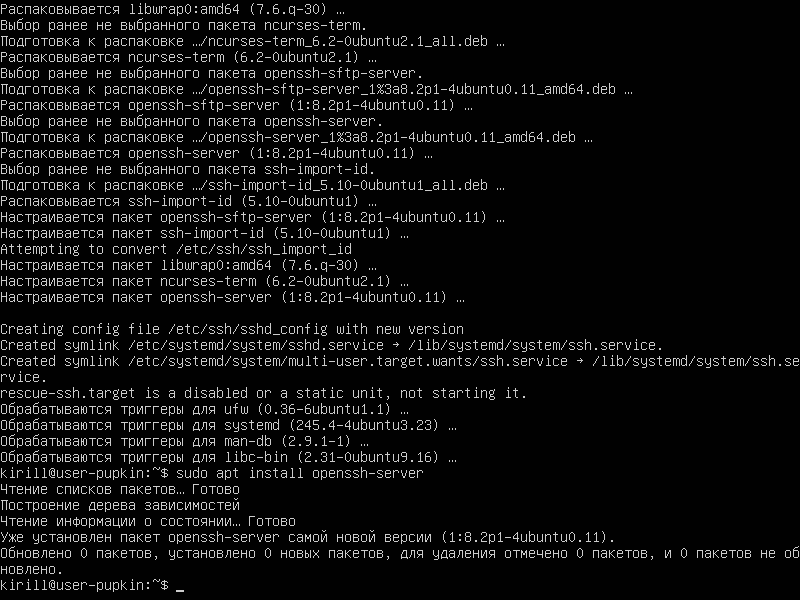 Распаковывается libwrap0:amd64 (7.6.q-30) …
Выбор ранее не выбранного пакета ncurses-term.
Подготовка к распаковке …/ncurses-term_6.2-0ubuntu2.1_all.deb …
Распаковывается ncurses-term (6.2-0ubuntu2.1) …
Выбор ранее не выбранного пакета openssh-sftp-server.
Подготовка к распаковке …/openssh-sftp-server_1%3a8.2p1-4ubuntu0.11_amd64.deb …
Распаковывается openssh-sftp-server (1:8.2p1-4ubuntu0.11) …
Выбор ранее не выбранного пакета openssh-server.
Подготовка к распаковке …/openssh-server_1%3a8.2p1-4ubuntu0.11_amd64.deb …
Распаковывается openssh-server (1:8.2p1-4ubuntu0.11) …
Выбор ранее не выбранного пакета ssh-import-id.
Подготовка к распаковке …/ssh-import-id_5.10-0ubuntu1_all.deb …
Распаковывается ssh-import-id (5.10-0ubuntu1) …
Настраивается пакет openssh-sftp-server (1:8.2p1-4ubuntu0.11) …
Настраивается пакет ssh-import-id (5.10-0ubuntu1) …
Attempting to convert /etc/ssh/ssh_import_id
Настраивается пакет libwrap0:amd64 (7.6.q-30) …
Настраивается пакет ncurses-term (6.2-0ubuntu2.1) …
Настраивается пакет openssh-server (1:8.2p1-4ubuntu0.11) …

Creating config file /etc/ssh/sshd_config with new version
Created symlink /etc/systemd/system/sshd.service → /lib/systemd/system/ssh.service.
Created symlink /etc/systemd/system/multi-user.target.wants/ssh.service → /lib/systemd/system/ssh.se
rvice.
rescue-ssh.target is a disabled or a static unit, not starting it.
Обрабатываются триггеры для ufw (0.36-6ubuntu1.1) …
Обрабатываются триггеры для systemd (245.4-4ubuntu3.23) …
Обрабатываются триггеры для man-db (2.9.1-1) …
Обрабатываются триггеры для libc-bin (2.31-0ubuntu9.16) …
kirill@user-pupkin:~$ sudo apt install openssh-server
Чтение списков пакетов… Готово
Построение дерева зависимостей
Чтение информации о состоянии… Готово
Уже установлен пакет openssh-server самой новой версии (1:8.2p1-4ubuntu0.11).
Обновлено 0 пакетов, установлено 0 новых пакетов, для удаления отмечено 0 пакетов, и 0 пакетов не об
новлено.
kirill@user-pupkin:~$ _